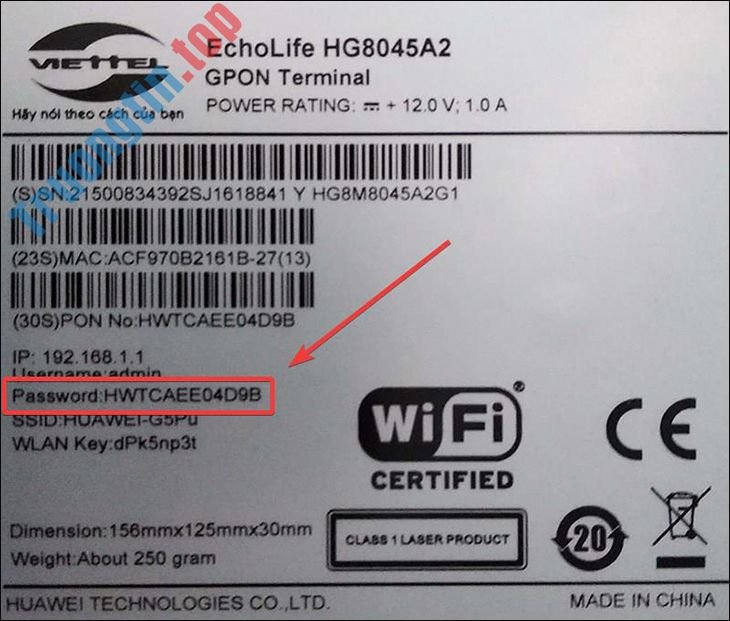 VIETTEL
Hãy nói theo cách của bạn
EchoLife HG8045A2
GPON Terminal
POWER RATING: ⎓ + 12.0 V; 1.0 A
Truongtin.top
(S)SN:21500834392SJ1618841 Y HG8M8045A2G1
(23S)MAC:ACF970B2161B-27(13)
(30S)PON No:HWTCAEE04D9B
IP: 192.168.1.1
Username:admin
Password:HWTCAEE04D9B
SSID:HUAWEI-G5Pu
WLAN Key:dPk5np3t
WiFi®
CERTIFIED
CE
Dimension:156mmx125mmx30mm
Weight:About 250 gram
CLASS 1 LASER PRODUCT
20
HUAWEI TECHNOLOGIES CO.,LTD.
MADE IN CHINA